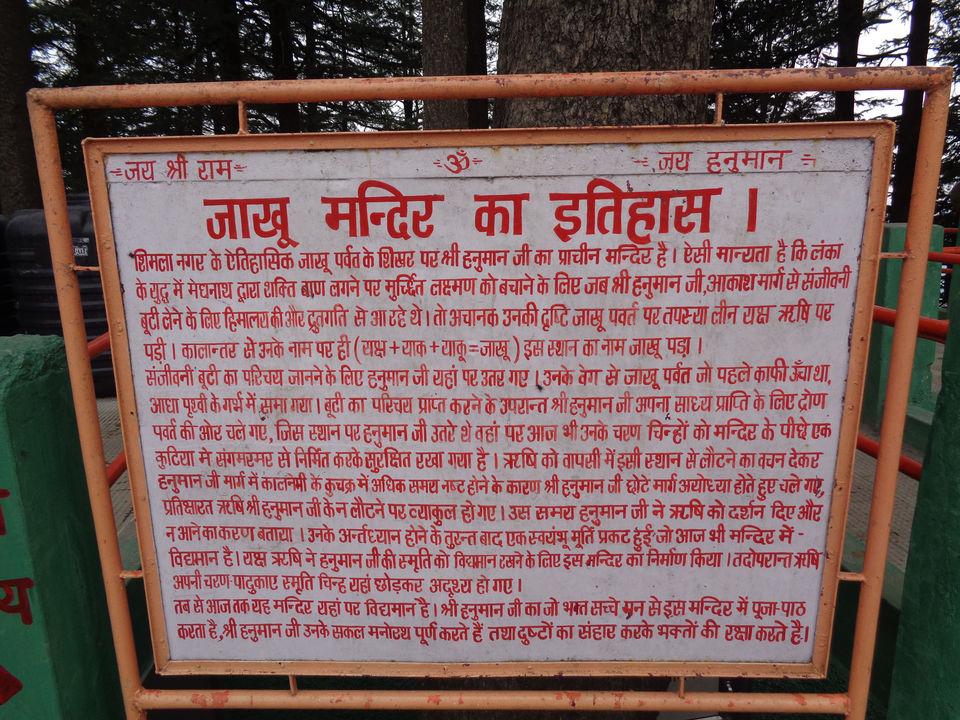 जय श्री राम ॐ जय हनुमान
जाखू मन्दिर का इतिहास ।
शिमला नगर के ऐतिहासिक जाखू पर्वत के शिखर पर श्री हनुमान जी का प्राचीन मन्दिर है । ऐसी मान्यता है कि लंका
के युद्ध में मेघनाथ द्वारा शक्ति बाण लगने पर मुर्च्छित लक्ष्मण को बचाने के लिए जब श्री हनुमान जी, आकाश मार्ग से संजीवनी
बूटी लेने के लिए हिमालय की और द्रुतगति से आ रहे थे । तो अचानक उनकी दृष्टि जाखू पर्वत पर तपस्या लीन यक्ष ऋषि पर
पड़ी । कालान्तर से उनके नाम पर ही (यक्ष+याक+याकू=जाखू) इस स्थान का नाम जाखू पड़ा ।
संजीवनी बूटी का परिचय जानने के लिए हनुमान जी यहां पर उतर गए । उनके वेग से जाखू पर्वत जो पहले काफी ऊँचा था,
आधा पृथ्वी के गर्भ में समा गया । बूटी का परिचय प्राप्त करने के उपरान्त श्री हनुमान जी अपना साध्य प्राप्ति के लिए द्रोण
पर्वत की ओर चले गए, जिस स्थान पर हनुमान जी उतरे थे वहां पर आज भी उनके चरण चिन्हों को मन्दिर के पीछे एक
कुटिया मे संगमरमर से निर्मित करके सुरक्षित रखा गया है । ऋषि को वापसी में इसी स्थान से लौटने का वचन देकर
हनुमान जी मार्ग में कालनेमी के कुचक्र में अधिक समय नष्ट होने के कारण श्री हनुमान जी छोटे मार्ग अयोध्या होते हुए चले गए,
प्रतिक्षारत ऋषि श्री हनुमान जी के न लौटने पर व्याकुल हो गए । उस समय हनुमान जी ने ऋषि को दर्शन दिए और
न आने का कारण बताया । उनके अर्न्तध्यान होने के तुरन्त बाद एक स्वयंभू मूर्ति प्रकट हुई जो आज भी मन्दिर में -
विद्यमान है । यक्ष ऋषि ने हनुमान जी की स्मृति को विद्यमान रखने के लिए इस मन्दिर का निर्माण किया । तदोपरान्त ऋषि
अपनी चरण पादुकाए स्मृति चिन्ह यहां छोड़कर अदृश्य हो गए ।
तब से आज तक यह मन्दिर यहां पर विद्यमान है । श्री हनुमान जी का जो भक्त सच्चे मन से इस मन्दिर में पूजा-पाठ
करता है, श्री हनुमान जी उनके सकल मनोरथ पूर्ण करते हैं तथा दुष्टों का संहार करके भक्तों की रक्षा करते है ।